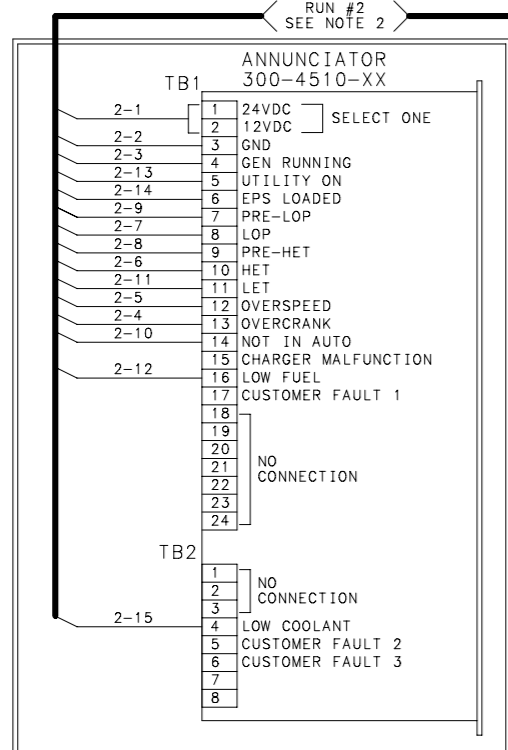 RUN #2
SEE NOTE 2
ANNUNCIATOR
300-4510-XX
TB1
2-1 1 24VDC
2 12VDC
SELECT ONE
2-2 3 GND
2-3 4 GEN RUNNING
2-13 5 UTILITY ON
2-14 6 EPS LOADED
2-9 7 PRE-LOP
2-7 8 LOP
2-8 9 PRE-HET
2-6 10 HET
2-11 11 LET
2-5 12 OVERSPEED
2-4 13 OVERCRANK
2-10 14 NOT IN AUTO
15 CHARGER MALFUNCTION
2-12 16 LOW FUEL
17 CUSTOMER FAULT 1
18
19
20
21 NO
22 CONNECTION
23
24
TB2
1
2 NO
3 CONNECTION
2-15 4 LOW COOLANT
5 CUSTOMER FAULT 2
6 CUSTOMER FAULT 3
7
8